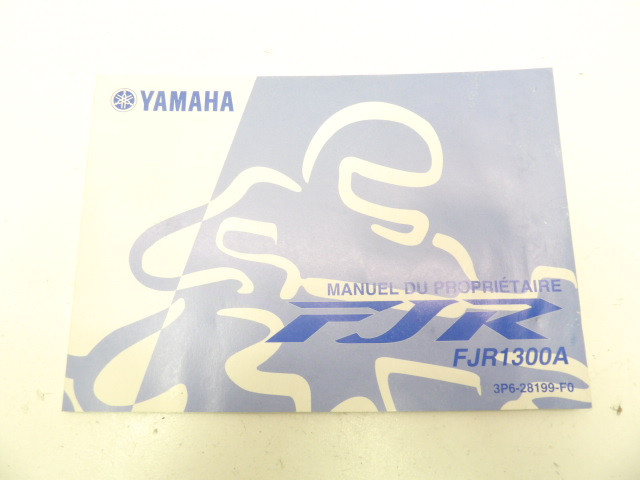 YAMAHA
MANUEL DU PROPRIÉTAIRE
FJR
FJR1300A
3P6-28199-F0